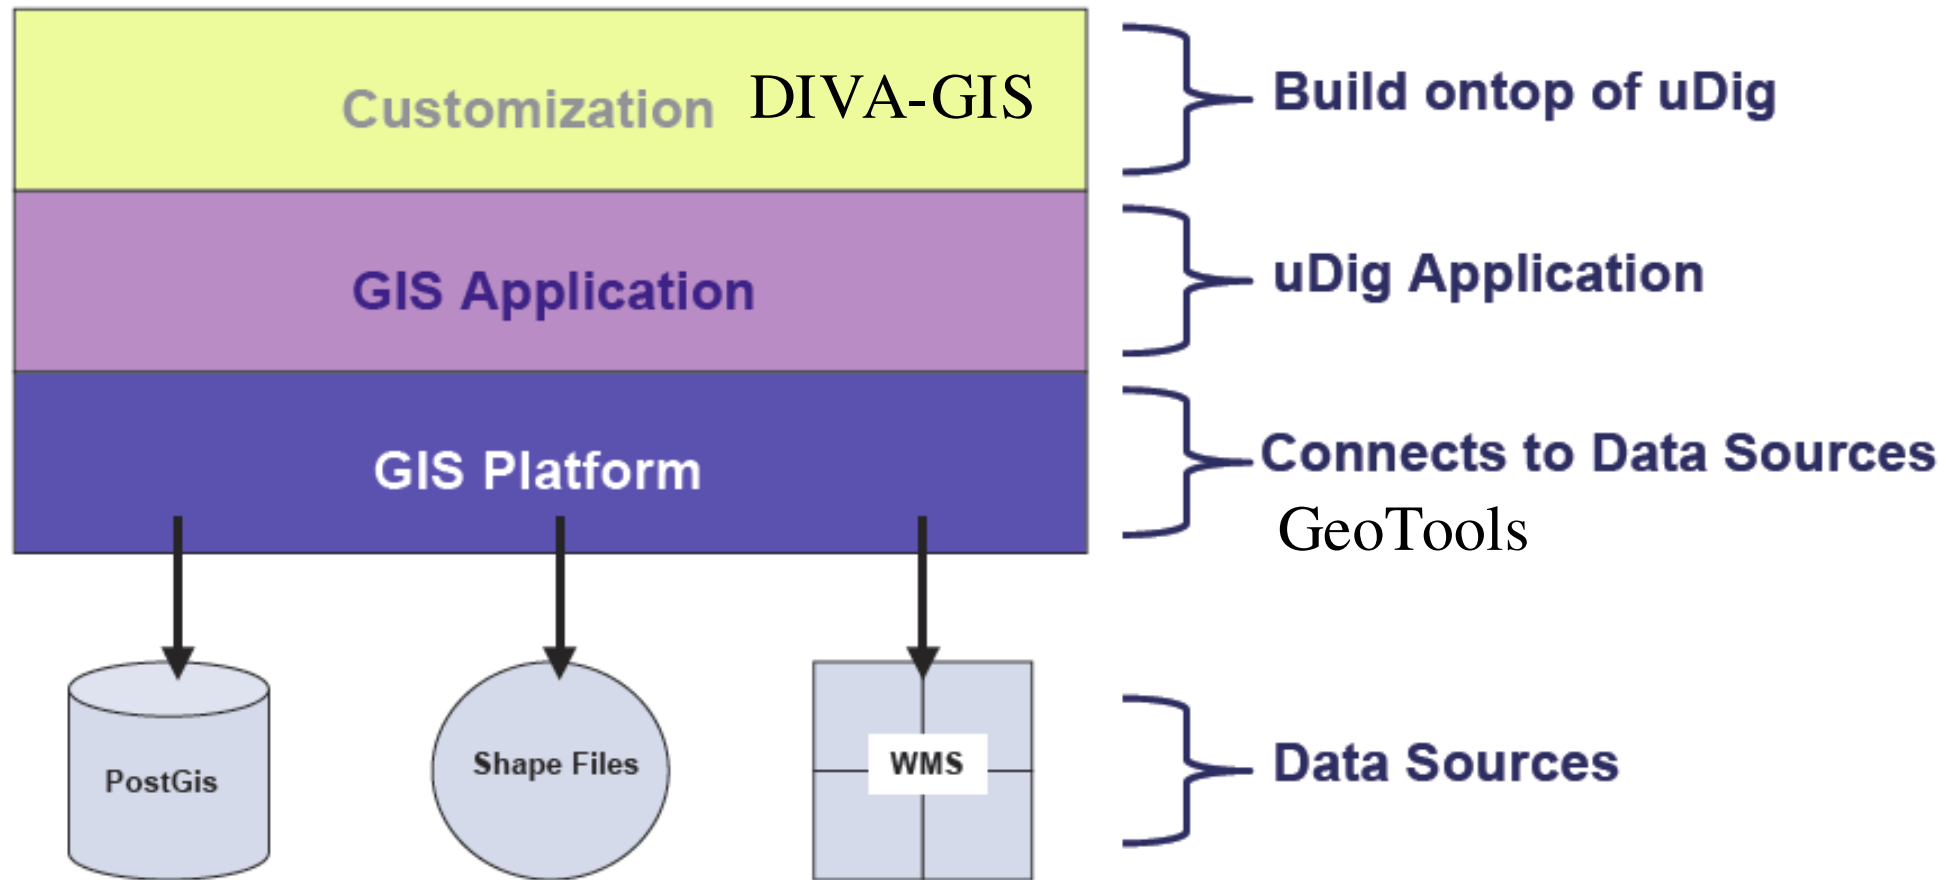 Customization DIVA-GIS
Build ontop of uDig
GIS Application
uDig Application
GIS Platform
Connects to Data Sources
GeoTools
PostGis
Shape Files
WMS
Data Sources